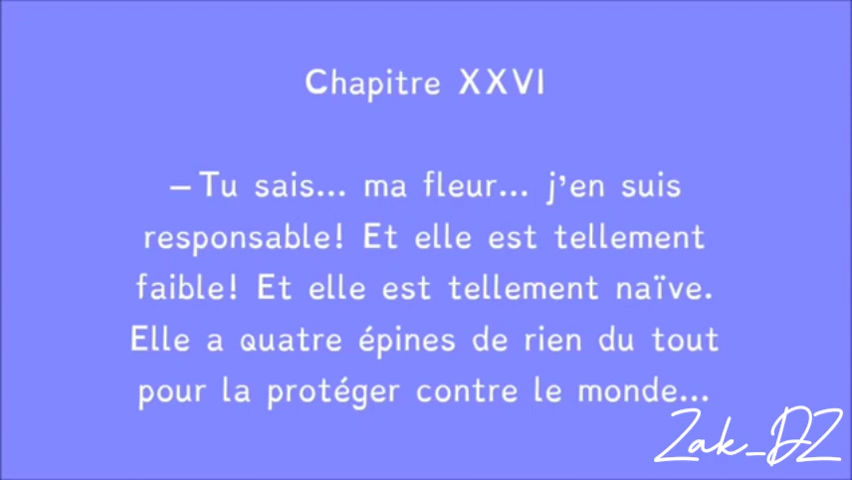 Chapitre XXVI
– Tu sais... ma fleur... j'en suis
responsable! Et elle est tellement
faible! Et elle est tellement naïve.
Elle a quatre épines de rien du tout
pour la protéger contre le monde...
Zak_DZ